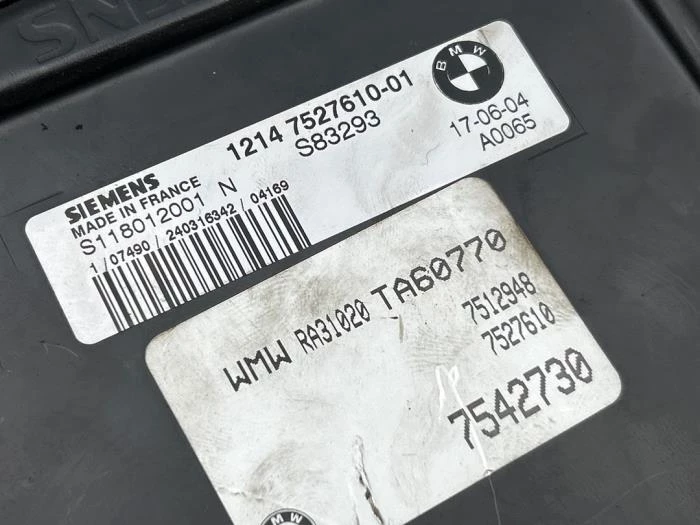 SIEMENS
MADE IN FRANCE
S118012001 N
1214 7527610-01
S83293
BMW
17-06-04
A0065
1/07490/240316342/04169
WMW RA31020 TA60770
7512948
7527610
7542730